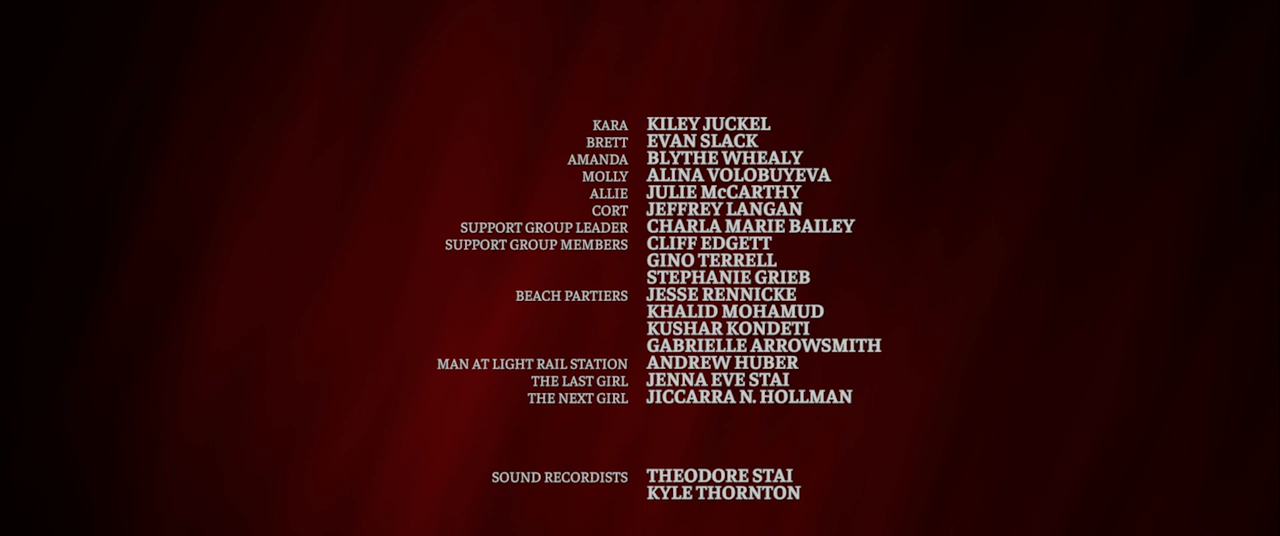 KARA KILEY JUCKEL
BRETT EVAN SLACK
AMANDA BLYTHE WHEALY
MOLLY ALINA VOLOBUYEVA
ALLIE JULIE McCARTHY
CORT JEFFREY LANGAN
SUPPORT GROUP LEADER CHARLA MARIE BAILEY
SUPPORT GROUP MEMBERS CLIFF EDGETT
GINO TERRELL
STEPHANIE GRIEB
BEACH PARTIERS JESSE RENNICKE
KHALID MOHAMUD
KUSHAR KONDETI
GABRIELLE ARROWSMITH
MAN AT LIGHT RAIL STATION ANDREW HUBER
THE LAST GIRL JENNA EVE STAI
THE NEXT GIRL JICCARRA N. HOLLMAN
SOUND RECORDISTS THEODORE STAI
KYLE THORNTON